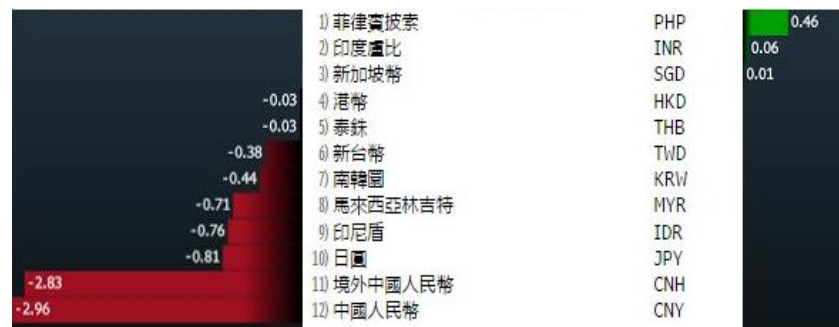 1) 菲律賓披索 PHP 0.46
2) 印度盧比 INR 0.06
3) 新加坡幣 SGD 0.01
-0.03 4) 港幣 HKD
-0.03 5) 泰銖 THB
-0.38 6) 新台幣 TWD
-0.44 7) 南韓圜 KRW
-0.71 8) 馬來西亞林吉特 MYR
-0.76 9) 印尼盾 IDR
-0.81 10) 日圓 JPY
-2.83 11) 境外中國人民幣 CNH
-2.96 12) 中國人民幣 CNY